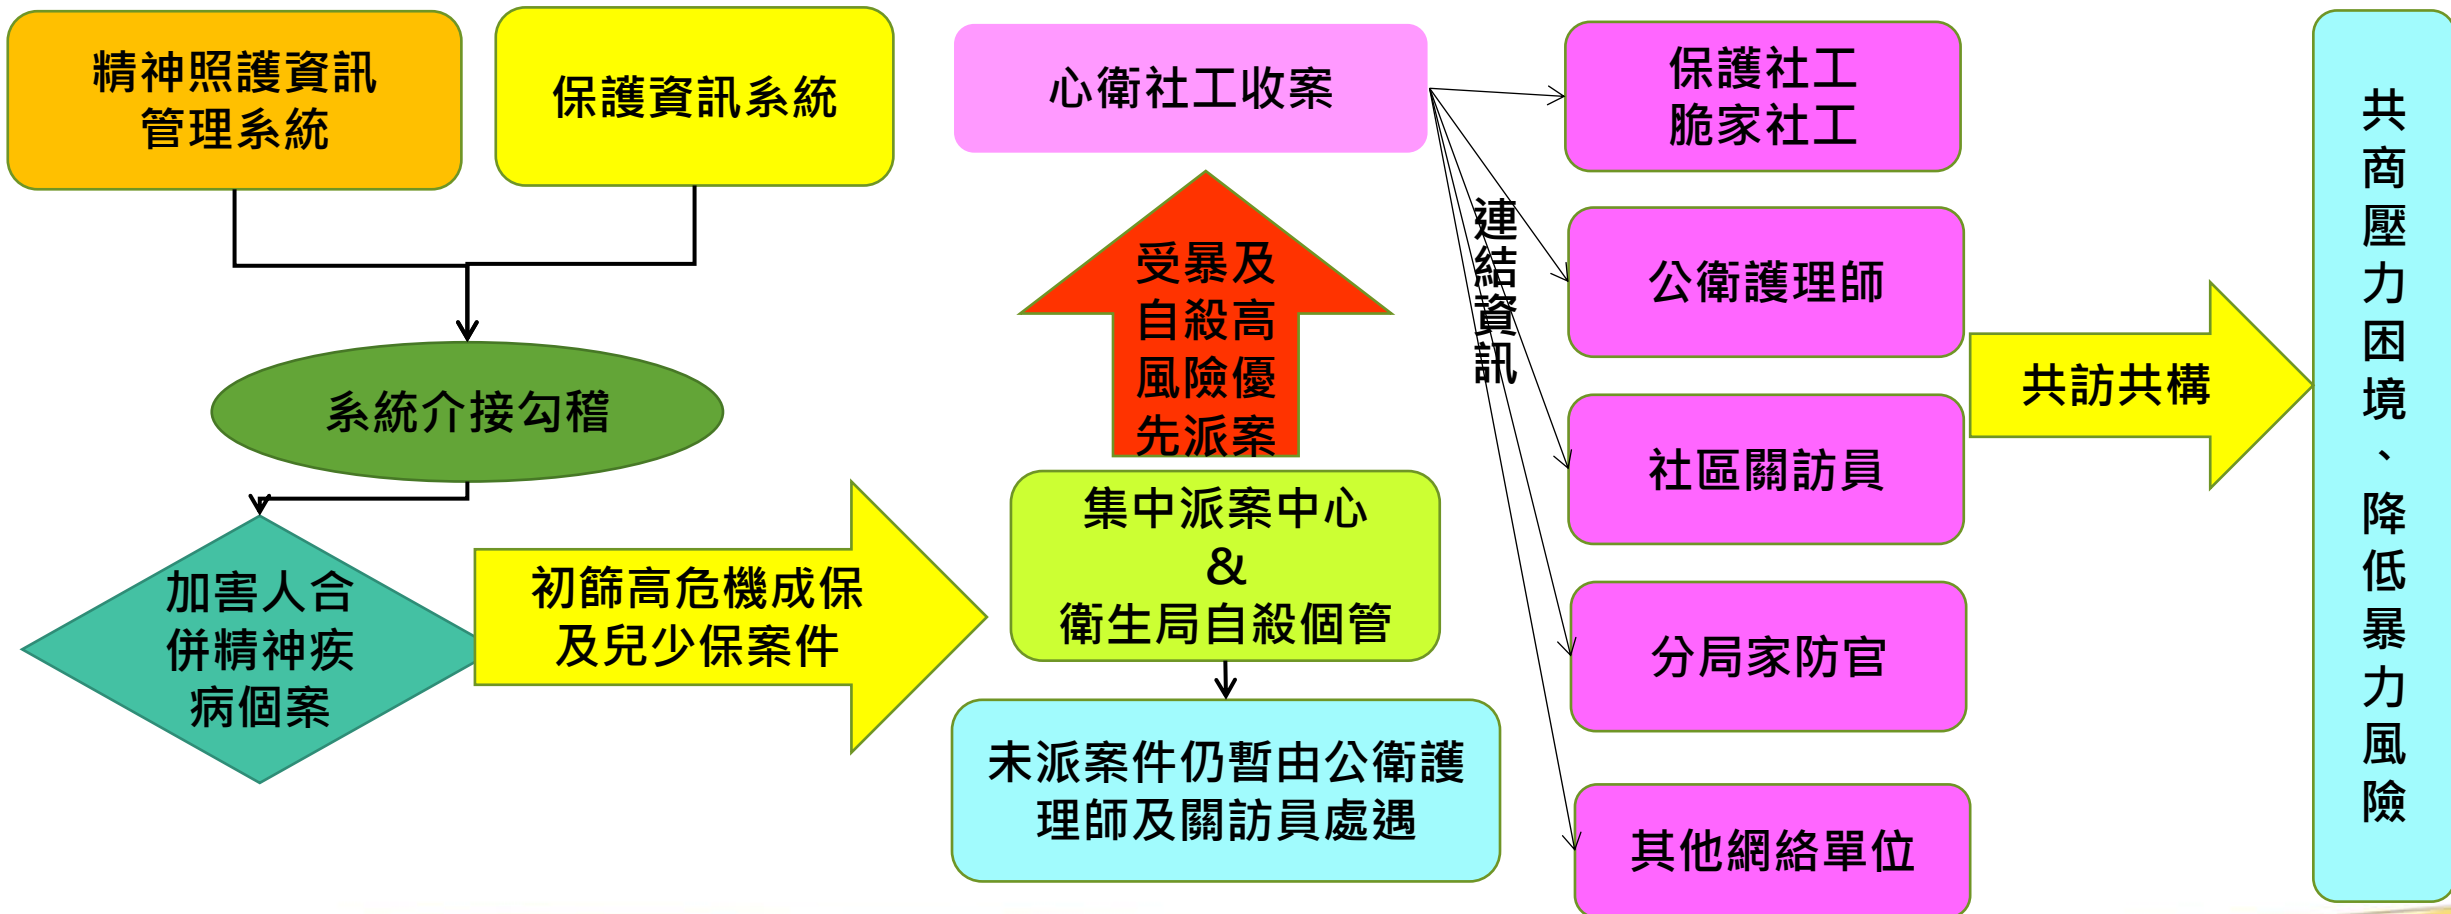 精神照護資訊
管理系統
保護資訊系統
系統介接勾稽
加害人合
併精神疾
病個案
初篩高危機成保
及兒少保案件
心衛社工收案
受暴及
自殺高
風險優
先派案
集中派案中心
&
衛生局自殺個管
未派案件仍暫由公衛護
理師及關訪員處遇
連結資訊
保護社工
脆家社工
公衛護理師
社區關訪員
分局家防官
其他網絡單位
共訪共構
共商壓力困境、降低暴力風險